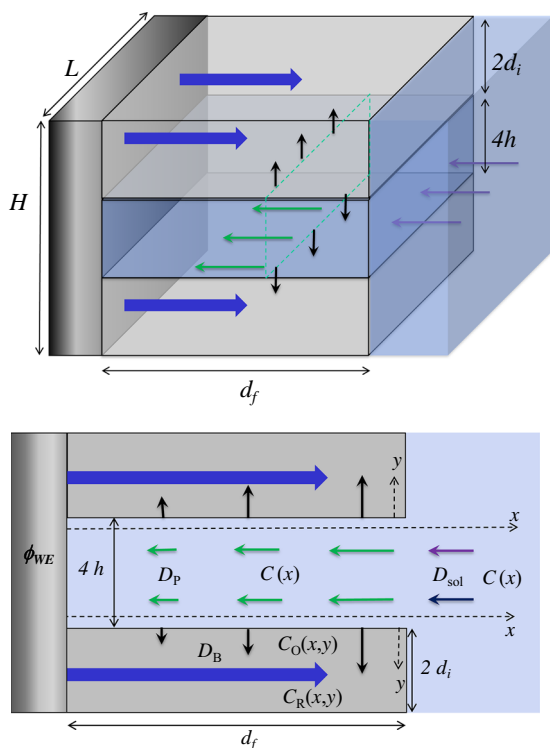 L
2d_i
4h
H
d_f
y
x
ϕ_WE
4 h
D_P
C(x)
D_sol
C(x)
x
D_B
C_O(x,y)
y
2 d_i
C_R(x,y)
d_f